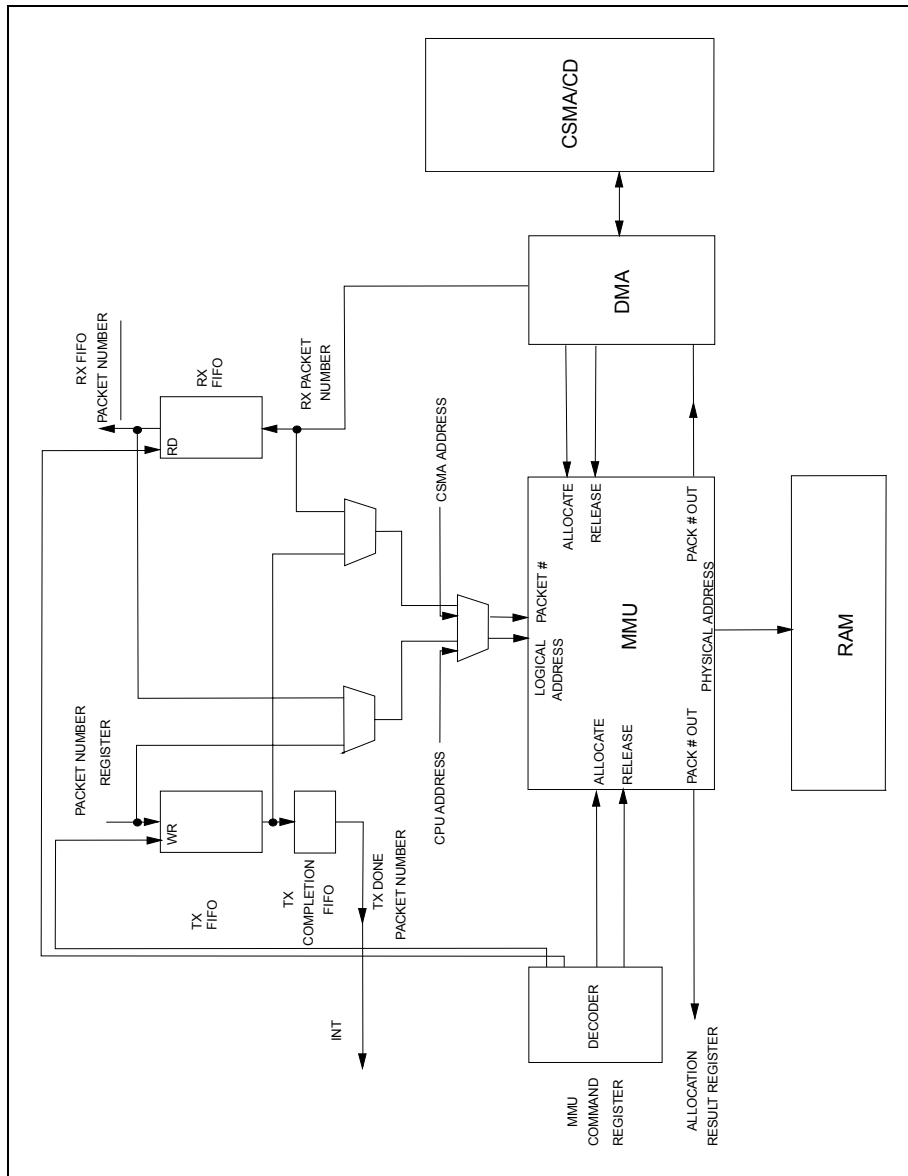 RX FIFO
PACKET NUMBER
RX
FIFO
RD
RX PACKET
NUMBER
CSMA/CD
DMA
CSMA ADDRESS
PACKET NUMBER
REGISTER
WR
TX
FIFO
TX
COMPLETION
FIFO
TX DONE
PACKET NUMBER
INT
CPU ADDRESS
LOGICAL
ADDRESS
PACKET #
ALLOCATE
RELEASE
MMU
ALLOCATE
RELEASE
PACK # OUT
PHYSICAL ADDRESS
PACK # OUT
RAM
DECODER
MMU
COMMAND
REGISTER
ALLOCATION
RESULT REGISTER